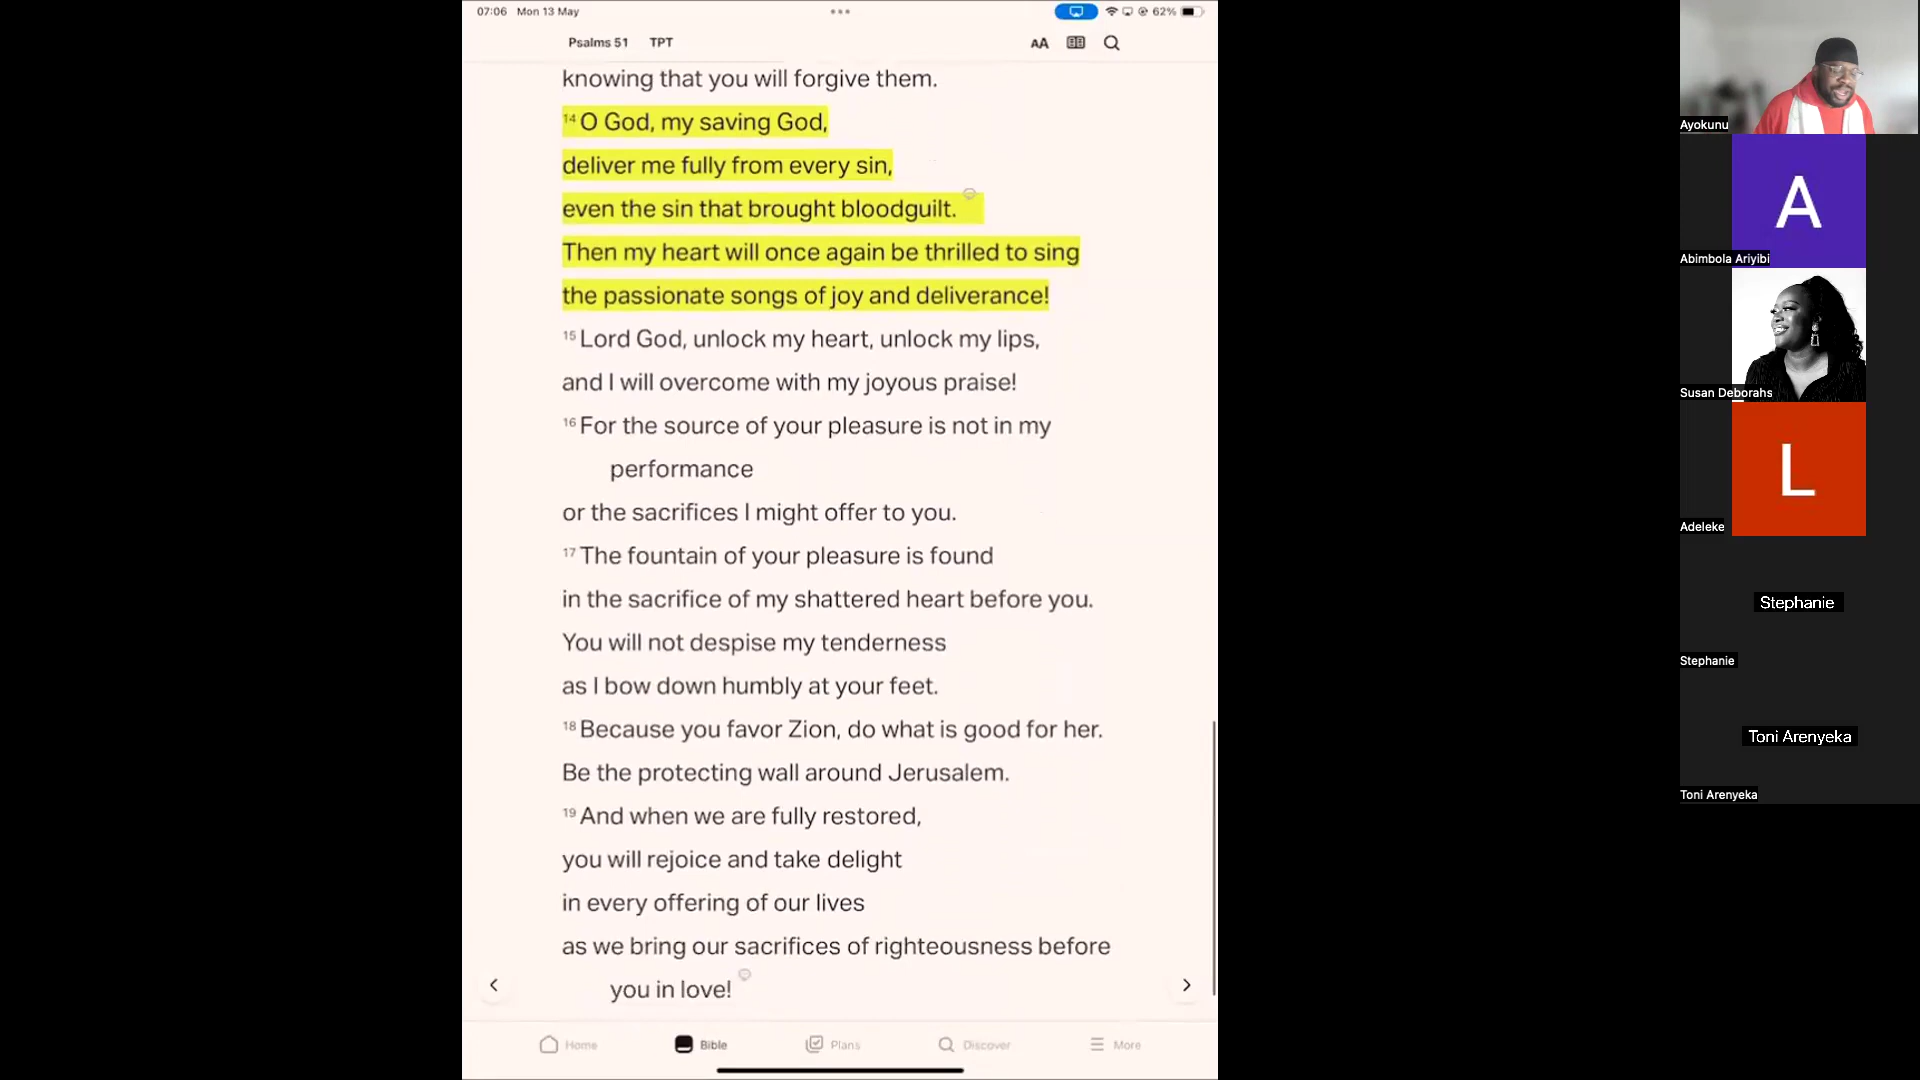 07:06 Mon 13 May
62%
Psalms 51 TPT
AA
knowing that you will forgive them.
14 O God, my saving God,
deliver me fully from every sin,
even the sin that brought bloodguilt.
Then my heart will once again be thrilled to sing
the passionate songs of joy and deliverance!
15 Lord God, unlock my heart, unlock my lips,
and I will overcome with my joyous praise!
16 For the source of your pleasure is not in my
performance
or the sacrifices I might offer to you.
17 The fountain of your pleasure is found
in the sacrifice of my shattered heart before you.
You will not despise my tenderness
as I bow down humbly at your feet.
18 Because you favor Zion, do what is good for her.
Be the protecting wall around Jerusalem.
19 And when we are fully restored,
you will rejoice and take delight
in every offering of our lives
as we bring our sacrifices of righteousness before
you in love!
Home Bible Plans Discover More
Ayokunu
A
Abimbola Ariyibi
Susan Deborahs
L
Adeleke
Stephanie
Stephanie
Toni Arenyeka
Toni Arenyeka